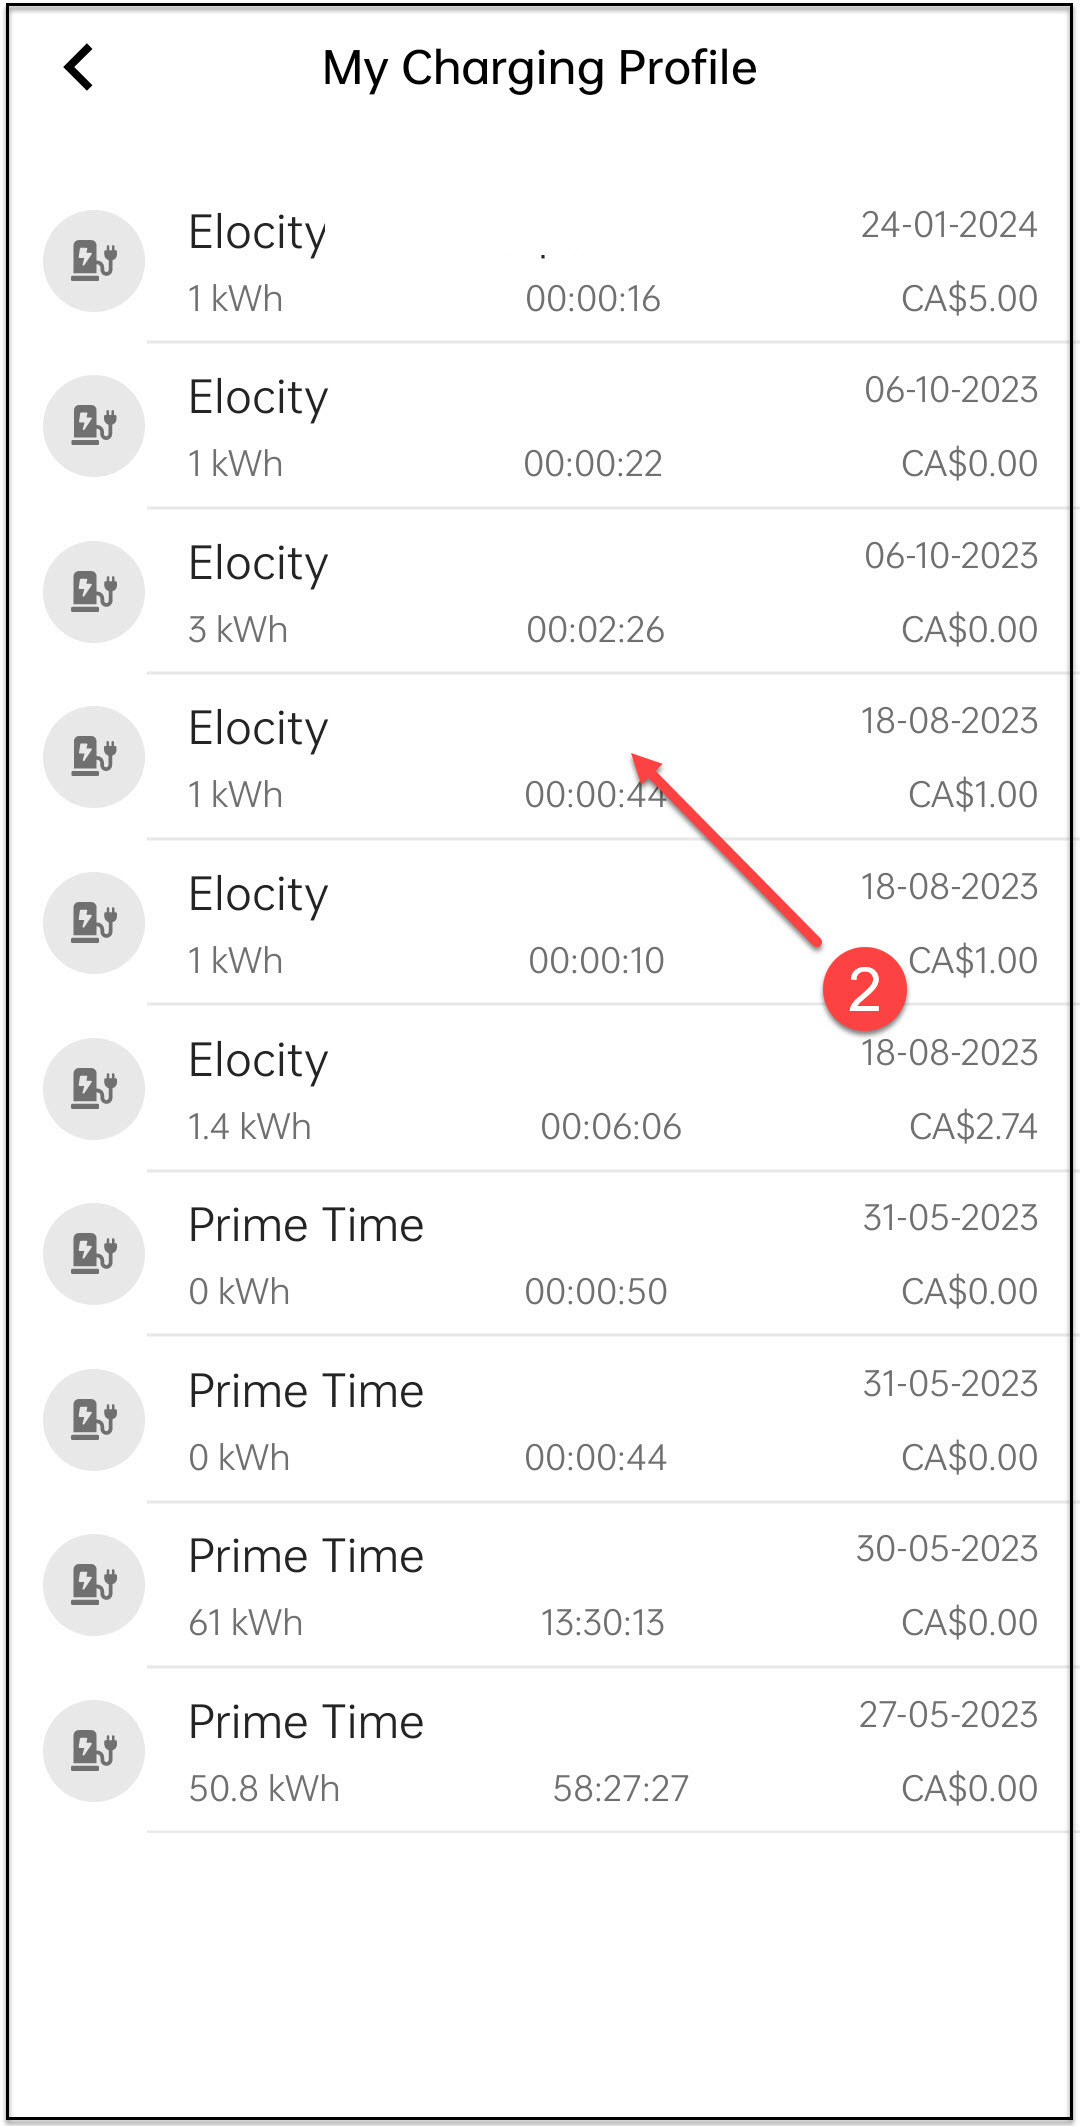 My Charging Profile
Elocity 24-01-2024
1 kWh 00:00:16 CA$5.00
Elocity 06-10-2023
1 kWh 00:00:22 CA$0.00
Elocity 06-10-2023
3 kWh 00:02:26 CA$0.00
Elocity 18-08-2023
1 kWh 00:00:44 CA$1.00
Elocity 18-08-2023
1 kWh 00:00:10 CA$1.00
2
Elocity 18-08-2023
1.4 kWh 00:06:06 CA$2.74
Prime Time 31-05-2023
0 kWh 00:00:50 CA$0.00
Prime Time 31-05-2023
0 kWh 00:00:44 CA$0.00
Prime Time 30-05-2023
61 kWh 13:30:13 CA$0.00
Prime Time 27-05-2023
50.8 kWh 58:27:27 CA$0.00